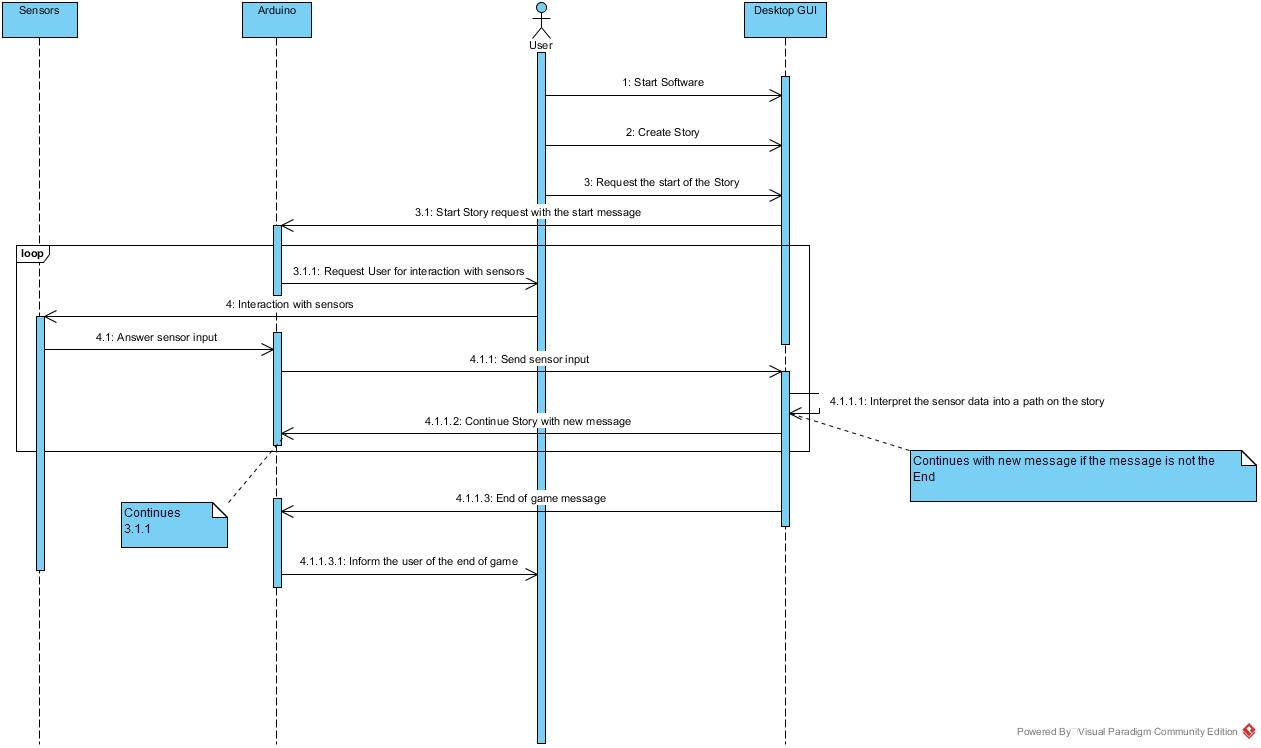 Sensors
Arduino
User
Desktop GUI
1: Start Software
2: Create Story
3: Request the start of the Story
3.1: Start Story request with the start message
loop
3.1.1: Request User for interaction with sensors
4: Interaction with sensors
4.1: Answer sensor input
4.1.1: Send sensor input
4.1.1.1: Interpret the sensor data into a path on the story
4.1.1.2: Continue Story with new message
Continues with new message if the message is not the
End
4.1.1.3: End of game message
Continues
3.1.1
4.1.1.3.1: Inform the user of the end of game
Powered By Visual Paradigm Community Edition